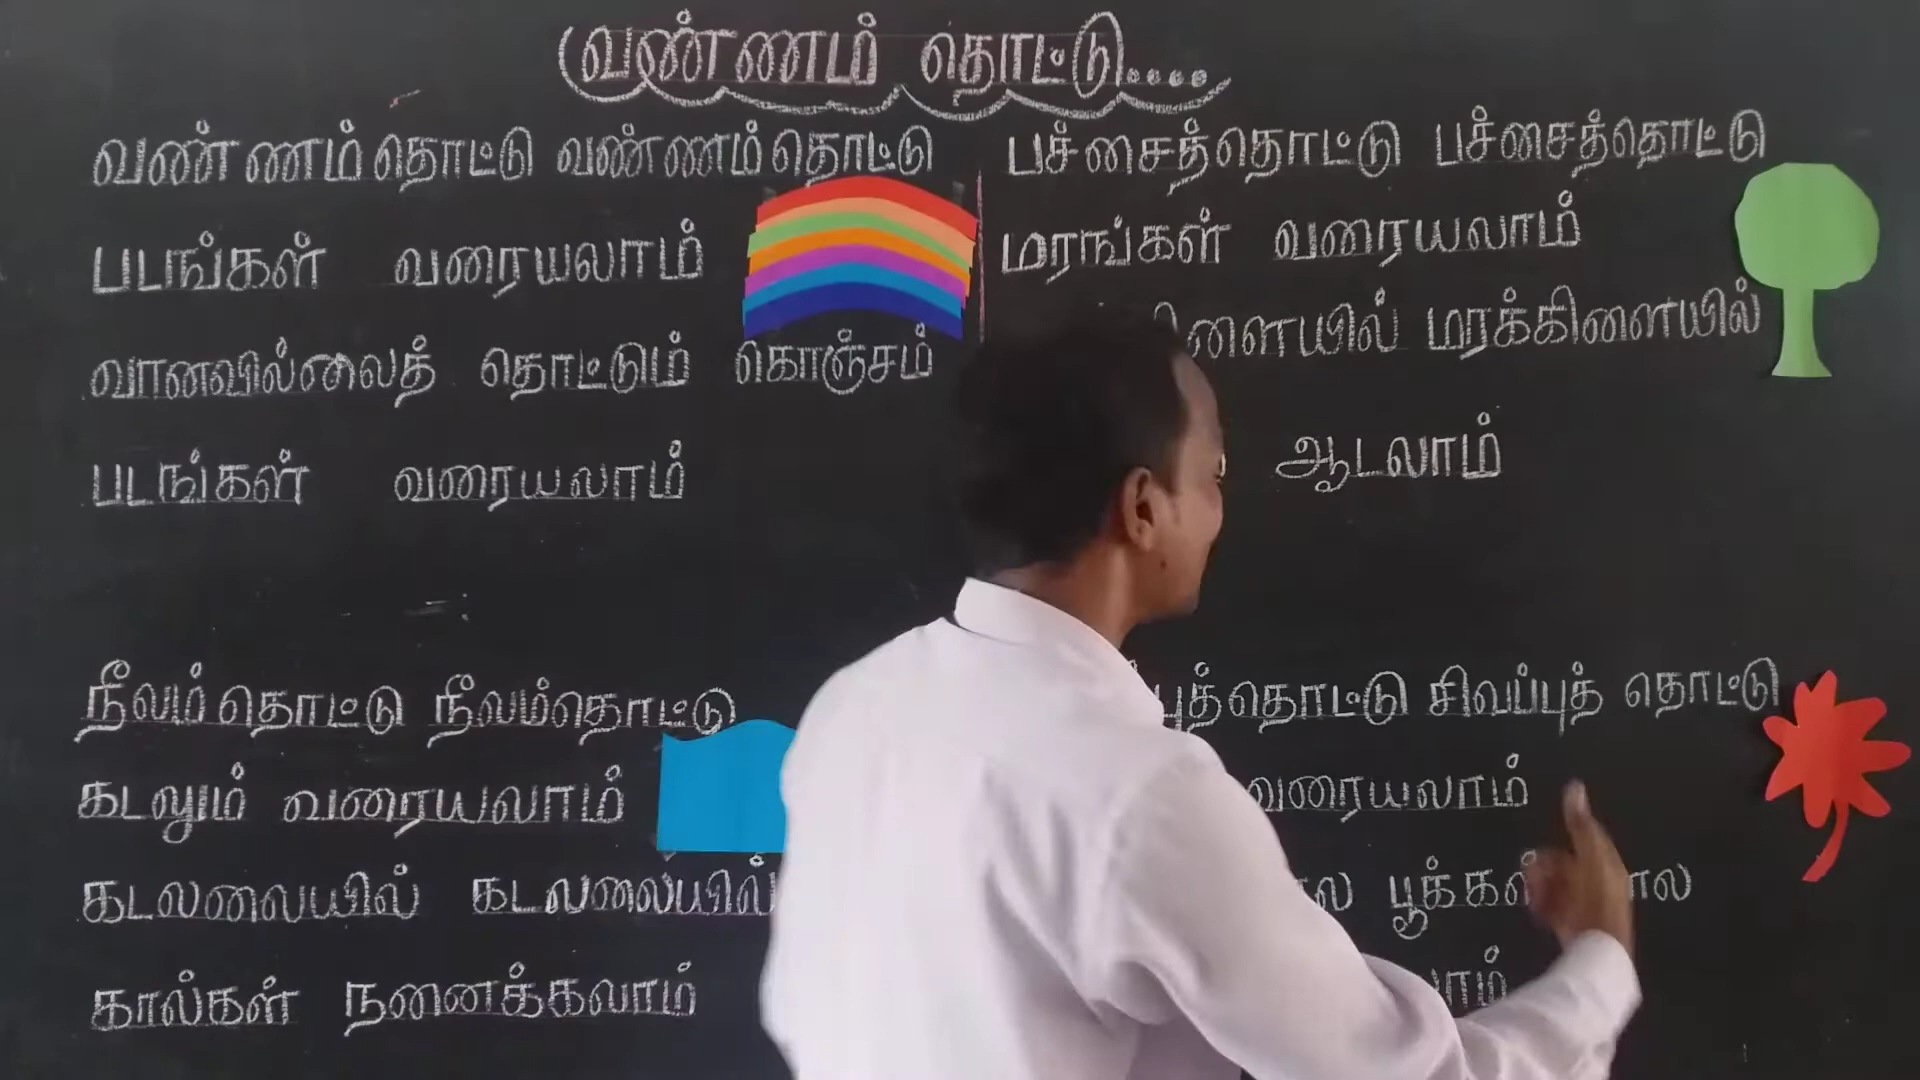 வண்ணம் தொட்டு....
வண்ணம்தொட்டு வண்ணம்தொட்டு
படங்கள் வரையலாம்
வானவில்லைத் தொட்டும் கொஞ்சம்
படங்கள் வரையலாம்
பச்சைத்தொட்டு பச்சைத்தொட்டு
மரங்கள் வரையலாம்
மரக்கிளையில்
ஆடலாம்
நீலம்தொட்டு நீலம்தொட்டு
கடலும் வரையலாம்
கடலலையில் கடலலையில்
கால்கள் நனைக்கலாம்
சிவப்புத் தொட்டு
வரையலாம்